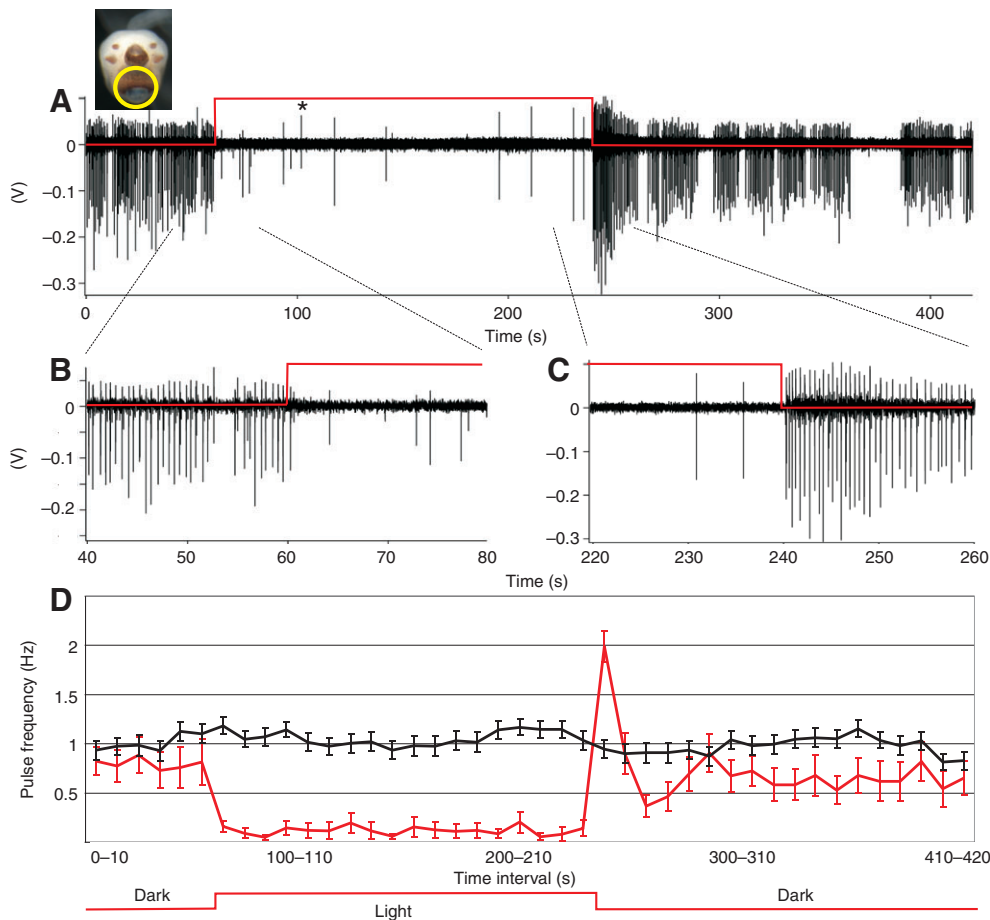 A
*
0
–0.1
–0.2
–0.3
(V)
0 100 200 300 400
Time (s)
B
0
–0.1
–0.2
(V)
40 50 60 70 80
C
0
–0.1
–0.2
–0.3
220 230 240 250 260
Time (s)
D
2
1.5
1
0.5
Pulse frequency (Hz)
0–10 100–110 200–210 300–310 410–420
Time interval (s)
Dark Light Dark